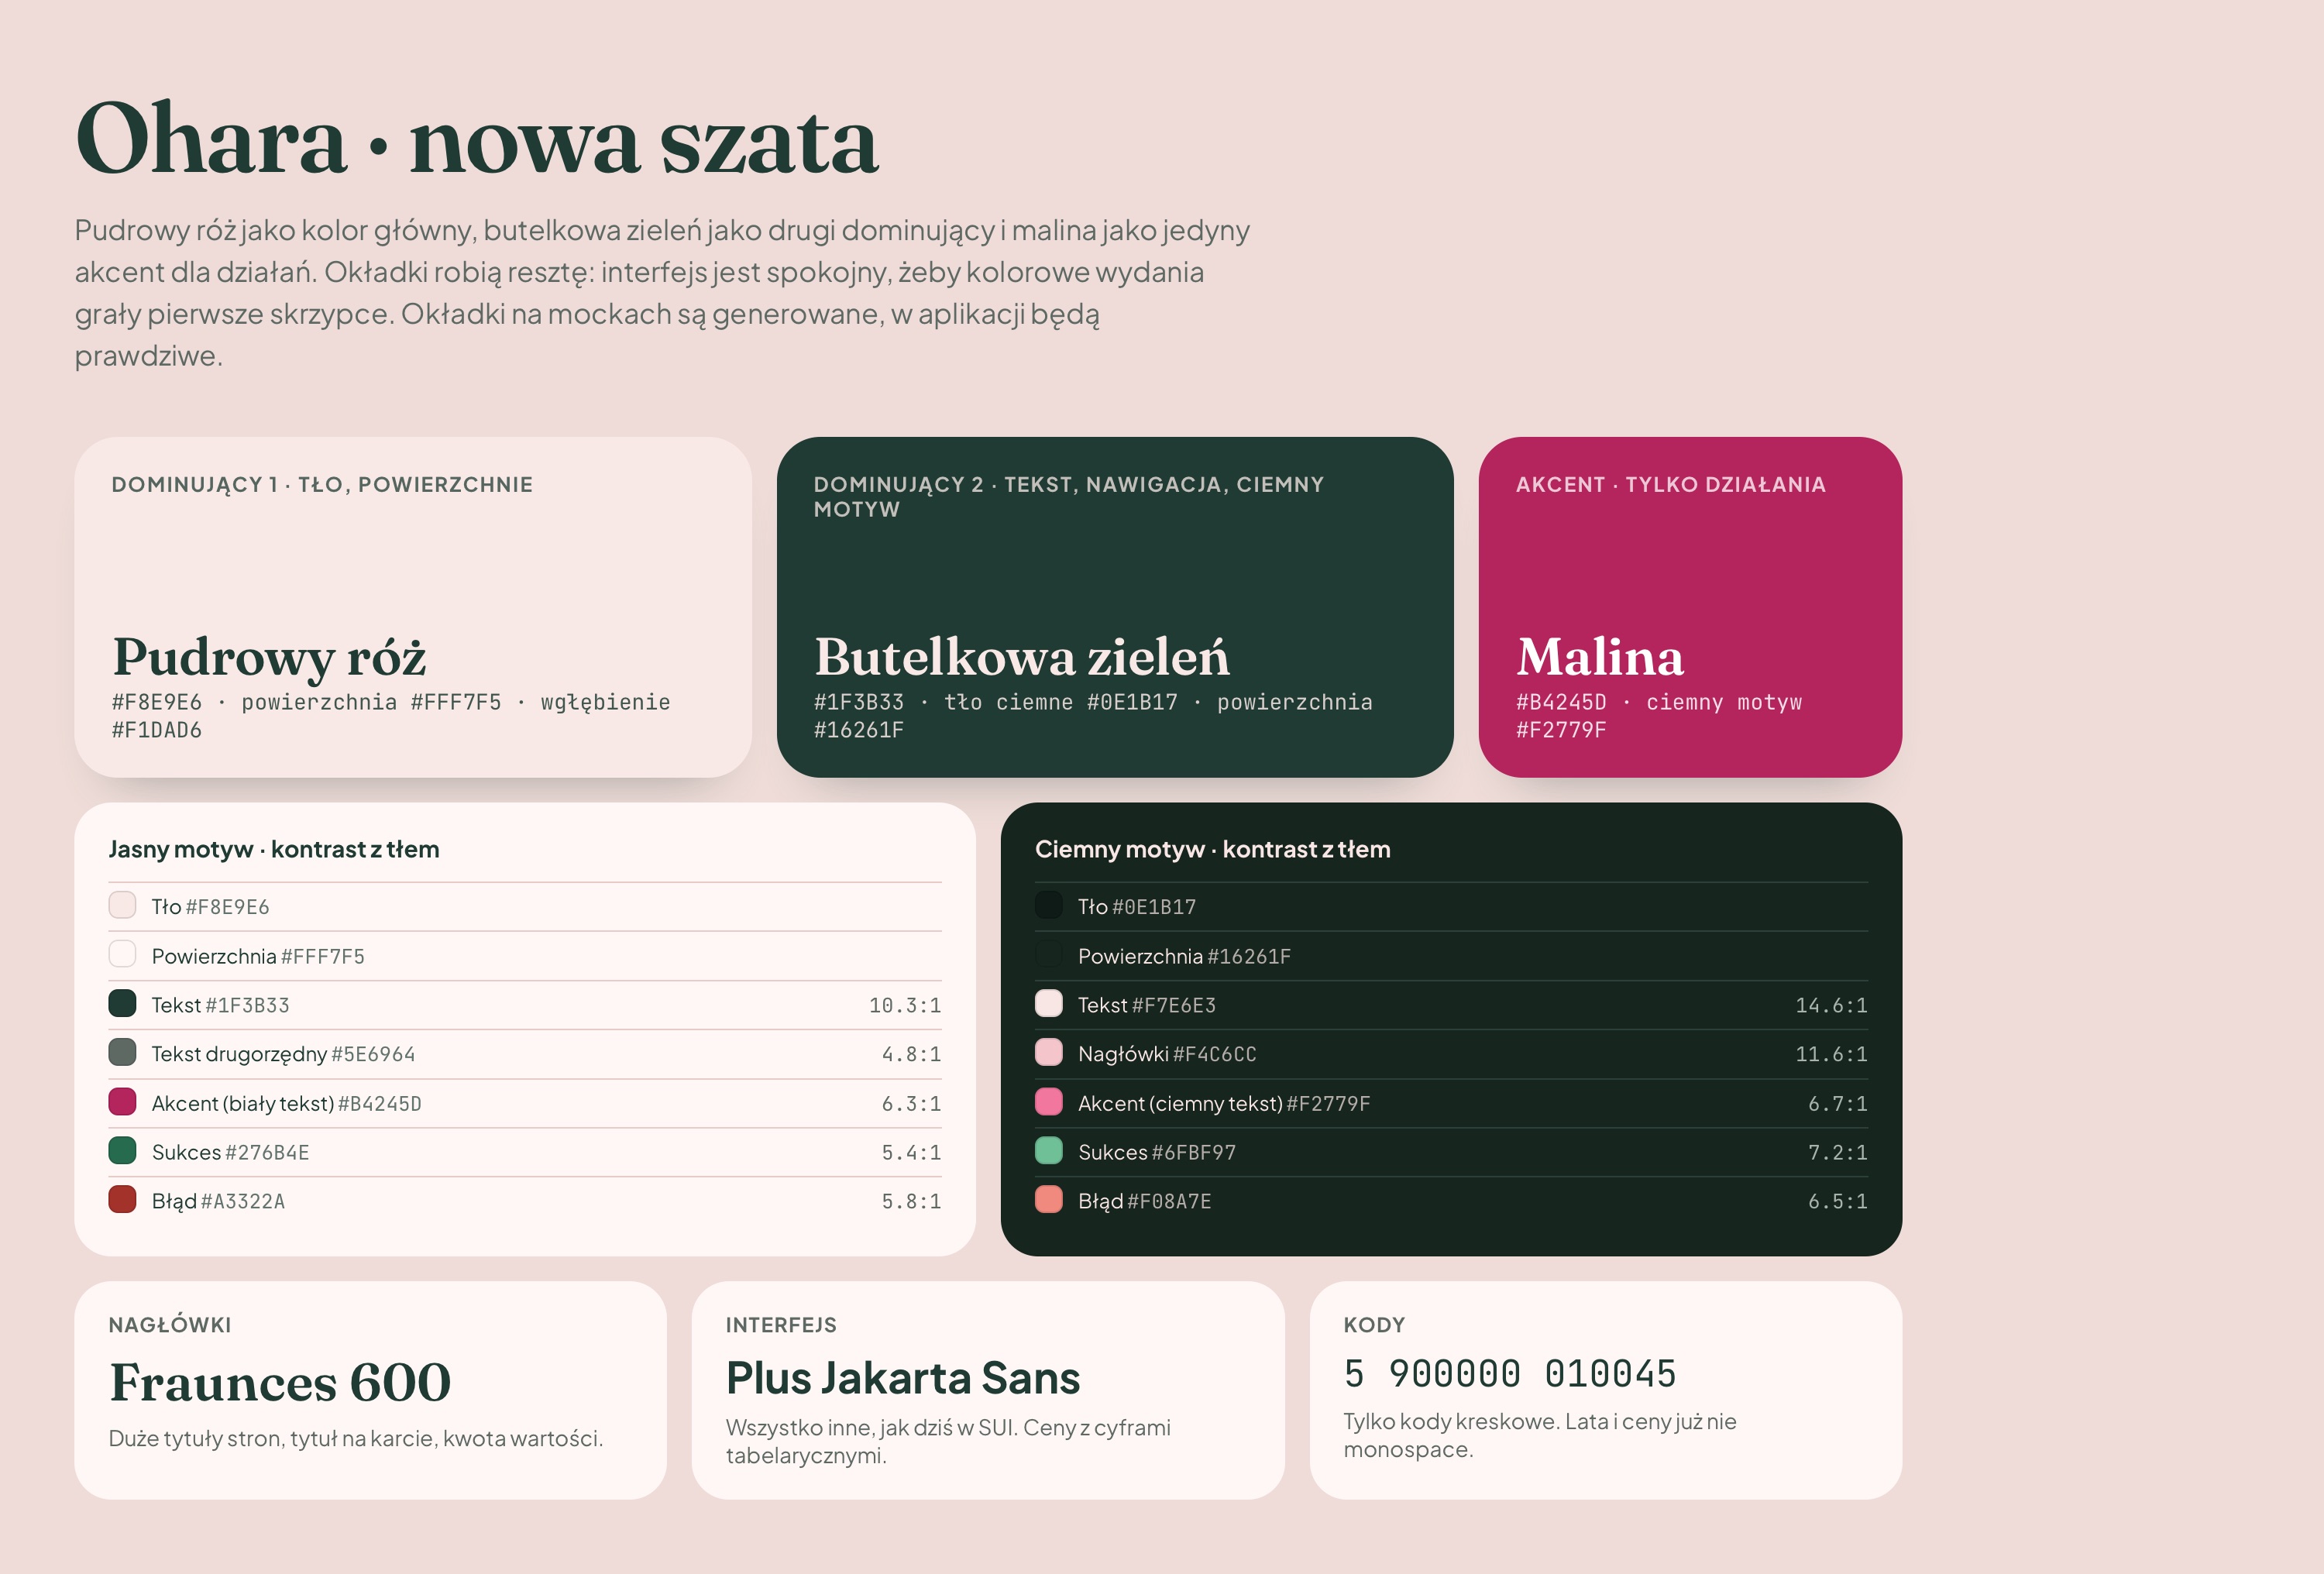 Ohara · nowa szata
Pudrowy róż jako kolor główny, butelkowa zieleń jako drugi dominujący i malina jako jedyny
akcent dla działań. Okładki robią resztę: interfejs jest spokojny, żeby kolorowe wydania
grały pierwsze skrzypce. Okładki na mockach są generowane, w aplikacji będą
prawdziwe.
DOMINUJĄCY 1 · TŁO, POWIERZCHNIE
Pudrowy róż
#F8E9E6 · powierzchnia #FFF7F5 · wgłębienie
#F1DAD6
DOMINUJĄCY 2 · TEKST, NAWIGACJA, CIEMNY
MOTYW
Butelkowa zieleń
#1F3B33 · tło ciemne #0E1B17 · powierzchnia
#16261F
AKCENT · TYLKO DZIAŁANIA
Malina
#B4245D · ciemny motyw
#F2779F
Jasny motyw · kontrast z tłem
Tło #F8E9E6
Powierzchnia #FFF7F5
Tekst #1F3B33 10.3:1
Tekst drugorzędny #5E6964 4.8:1
Akcent (biały tekst) #B4245D 6.3:1
Sukces #276B4E 5.4:1
Błąd #A3322A 5.8:1
Ciemny motyw · kontrast z tłem
Tło #0E1B17
Powierzchnia #16261F
Tekst #F7E6E3 14.6:1
Nagłówki #F4C6CC 11.6:1
Akcent (ciemny tekst) #F2779F 6.7:1
Sukces #6FBF97 7.2:1
Błąd #F08A7E 6.5:1
NAGŁÓWKI
Fraunces 600
Duże tytuły stron, tytuł na karcie, kwota wartości.
INTERFEJS
Plus Jakarta Sans
Wszystko inne, jak dziś w SUI. Ceny z cyframi
tabelarycznymi.
KODY
5 900000 010045
Tylko kody kreskowe. Lata i ceny już nie
monospace.